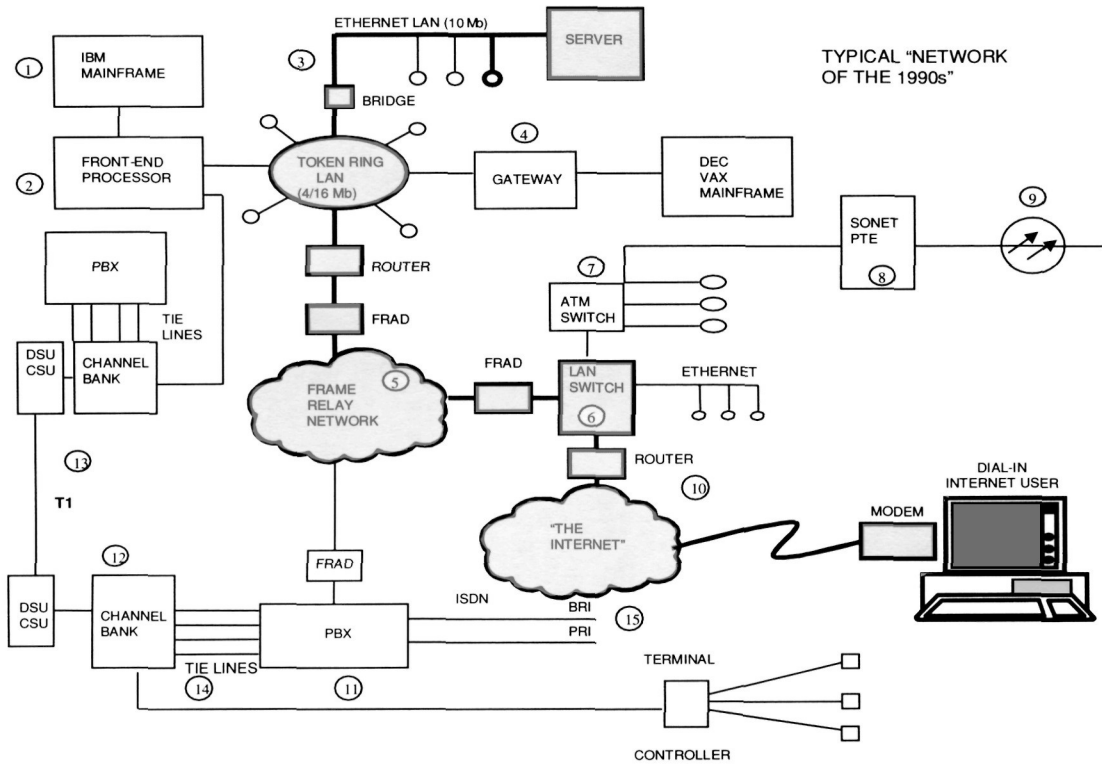 ETHERNET LAN (10 Mb)
SERVER
TYPICAL "NETWORK
OF THE 1990s"
1
IBM
MAINFRAME
3
BRIDGE
2
FRONT-END
PROCESSOR
TOKEN RING
LAN
(4/16 Mb)
4
GATEWAY
DEC
VAX
MAINFRAME
SONET
PTE
8
9
PBX
TIE
LINES
ROUTER
7
ATM
SWITCH
FRAD
DSU
CSU
CHANNEL
BANK
5
FRAME
RELAY
NETWORK
FRAD
LAN
SWITCH
6
ETHERNET
13
T1
ROUTER
10
"THE
INTERNET"
DIAL-IN
INTERNET USER
MODEM
12
FRAD
DSU
CSU
CHANNEL
BANK
TIE LINES
14
PBX
11
ISDN
BRI
PRI
15
TERMINAL
CONTROLLER